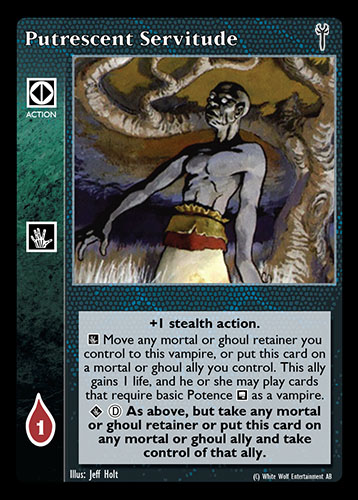 Putrescent Servitude
ACTION
+1 stealth action.
Move any mortal or ghoul retainer you
control to this vampire, or put this card on
a mortal or ghoul ally you control. This ally
gains 1 life, and he or she may play cards
that require basic Potence as a vampire.
D As above, but take any mortal
or ghoul retainer or put this card on
any mortal or ghoul ally and take
control of that ally.
1
Illus: Jeff Holt
(C) White Wolf Entertainment AB